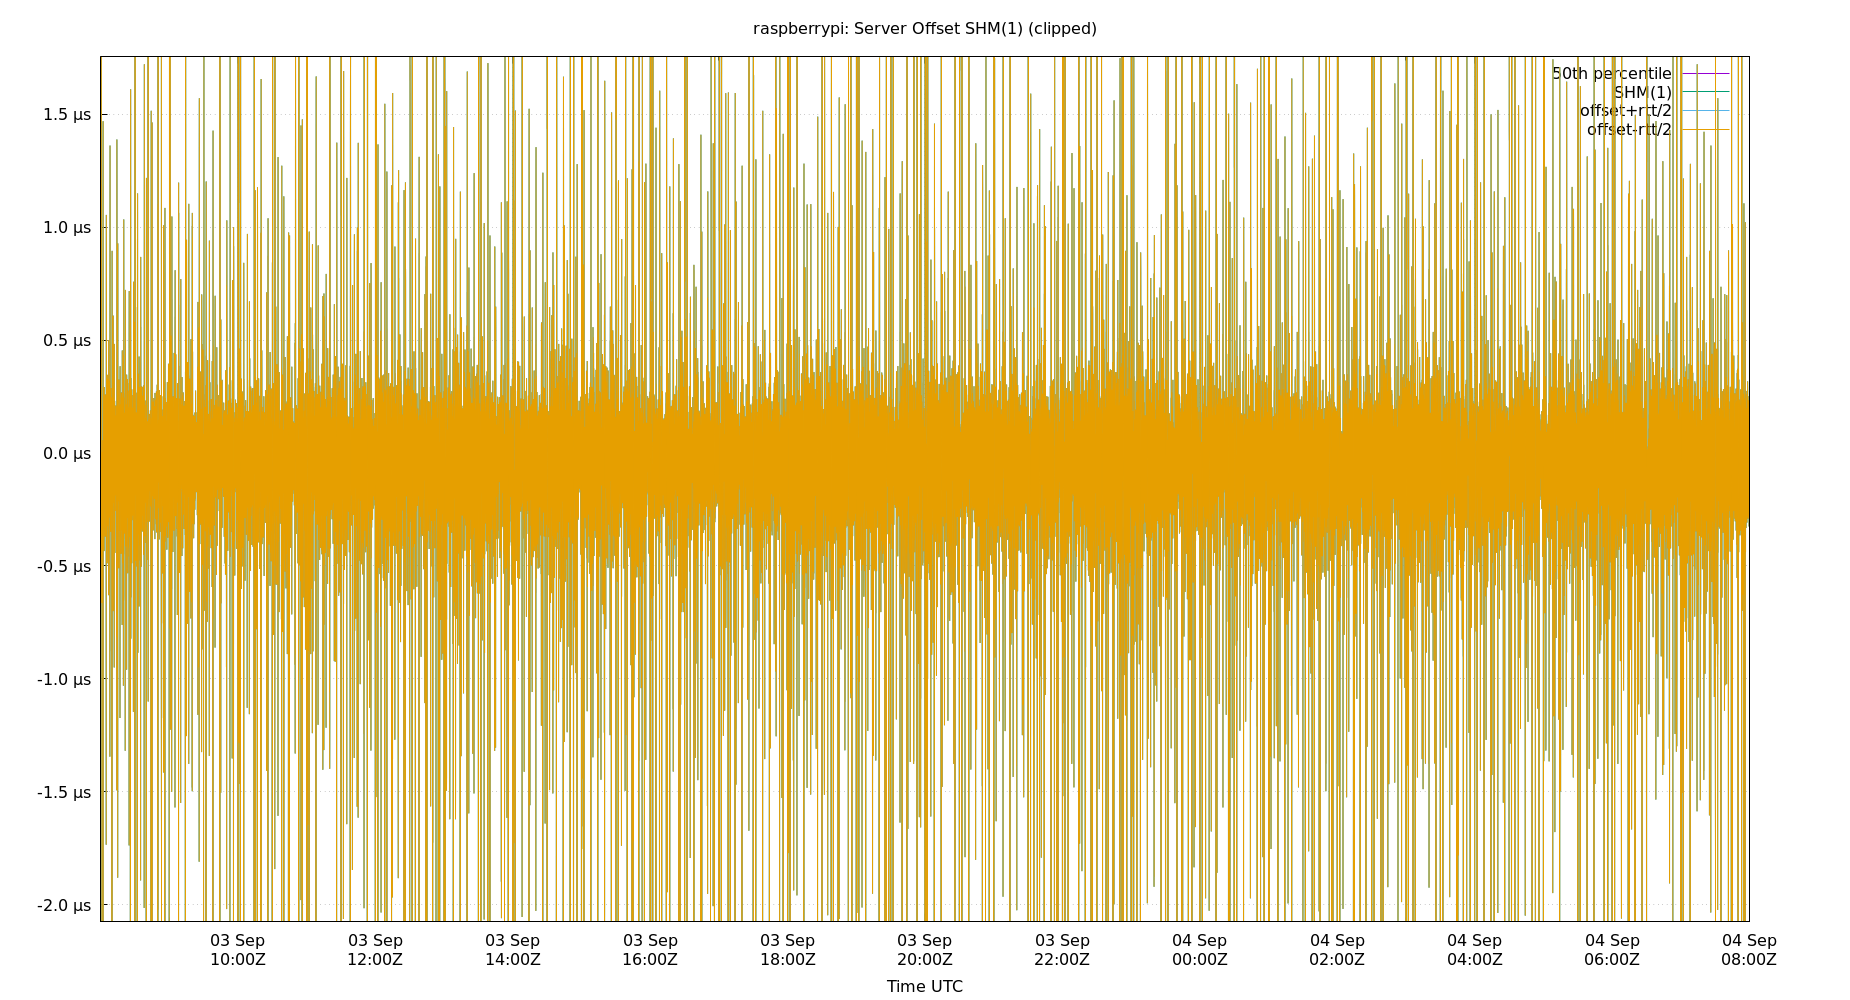 raspberrypi: Server Offset SHM(1) (clipped)
50th percentile
SHM(1)
offset+rtt/2
offset-rtt/2
1.5 µs
1.0 µs
0.5 µs
0.0 µs
-0.5 µs
-1.0 µs
-1.5 µs
-2.0 µs
03 Sep 03 Sep 03 Sep 03 Sep 03 Sep 03 Sep 03 Sep 04 Sep 04 Sep 04 Sep 04 Sep 04 Sep
10:00Z 12:00Z 14:00Z 16:00Z 18:00Z 20:00Z 22:00Z 00:00Z 02:00Z 04:00Z 06:00Z 08:00Z
Time UTC